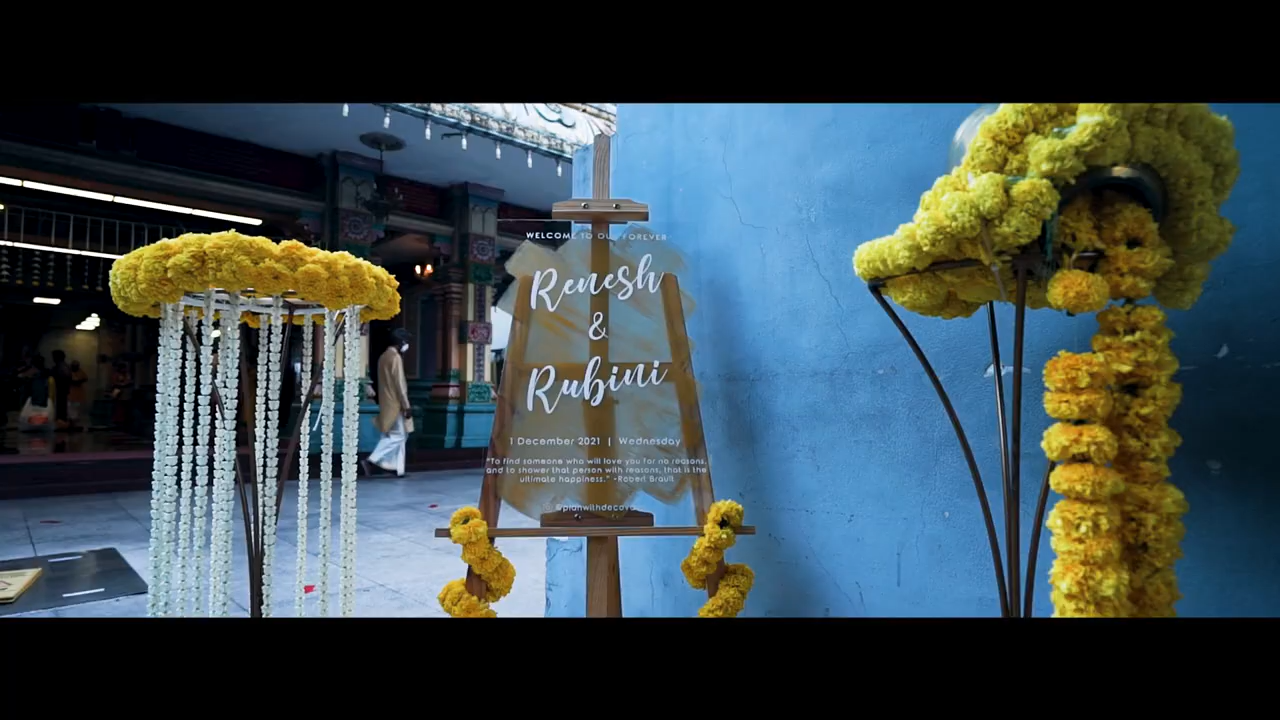 WELCOME TO OUR FOREVER
Renesh
&
Rubini
1 December 2021 | Wednesday
"To find someone who will love you for no reasons,
and to shower that person with reasons, that is the
ultimate happiness." -Robert Brault
@planwithdecova